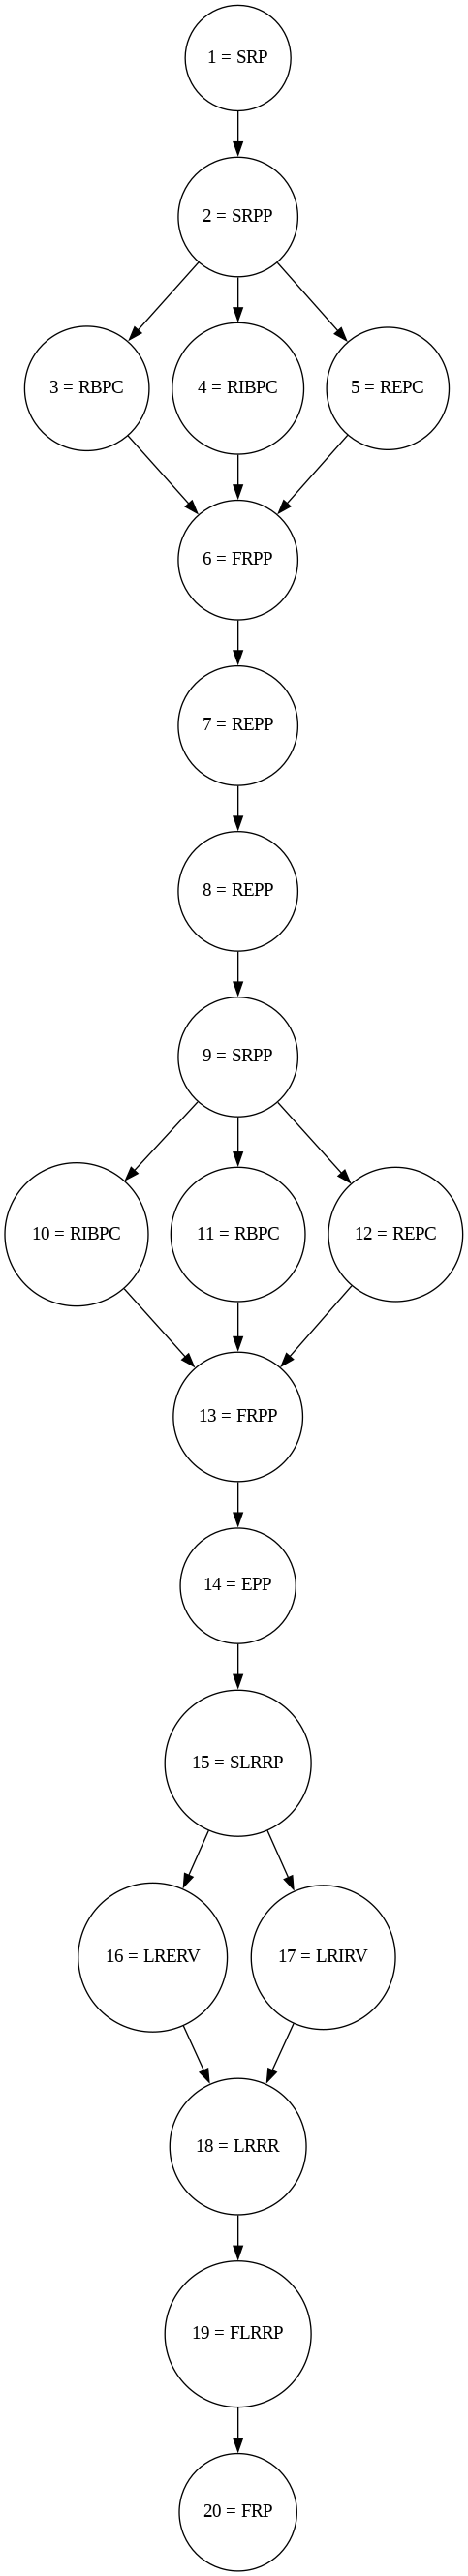 1 = SRP
2 = SRPP
3 = RBPC
4 = RIBPC
5 = REPC
6 = FRPP
7 = REPP
8 = REPP
9 = SRPP
10 = RIBPC
11 = RBPC
12 = REPC
13 = FRPP
14 = EPP
15 = SLRRP
16 = LRERV
17 = LRIRV
18 = LRRR
19 = FLRRP
20 = FRP